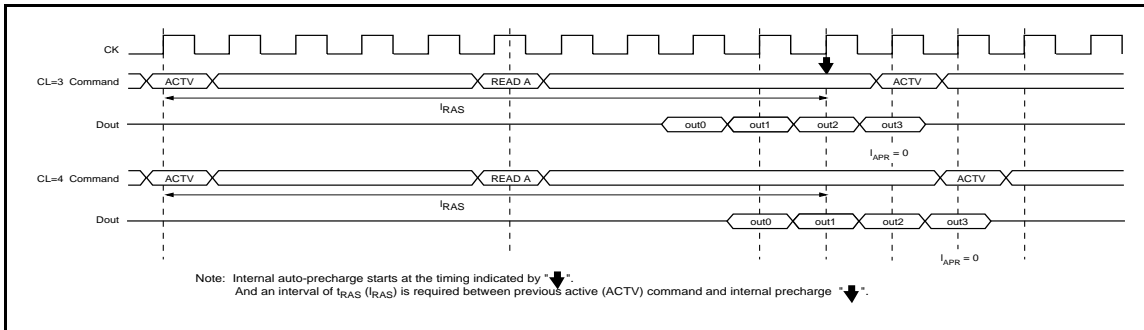 CK
CL=3 Command ACTV READ A ACTV
lRAS
Dout out0 out1 out2 out3
lAPR = 0
CL=4 Command ACTV READ A ACTV
lRAS
Dout out0 out1 out2 out3
lAPR = 0
Note: Internal auto-precharge starts at the timing indicated by " ".
And an interval of tRAS (lRAS) is required between previous active (ACTV) command and internal precharge " ".